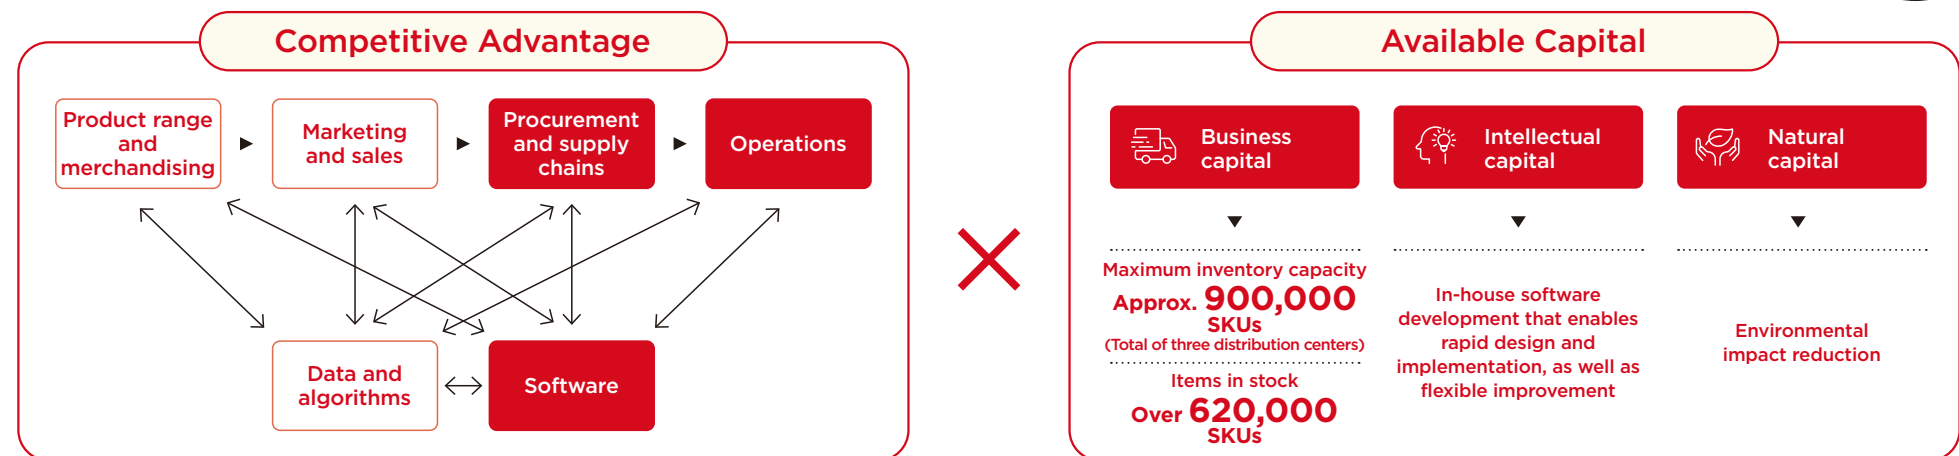 Competitive Advantage
Product range
and
merchandising
Marketing
and sales
Procurement
and supply
chains
Operations
Data and
algorithms
Software
Available Capital
Business
capital
Maximum inventory capacity
Approx. 900,000
SKUs
(Total of three distribution centers)
Items in stock
Over 620,000
SKUs
Intellectual
capital
In-house software
development that enables
rapid design and
implementation, as well as
flexible improvement
Natural
capital
Environmental
impact reduction